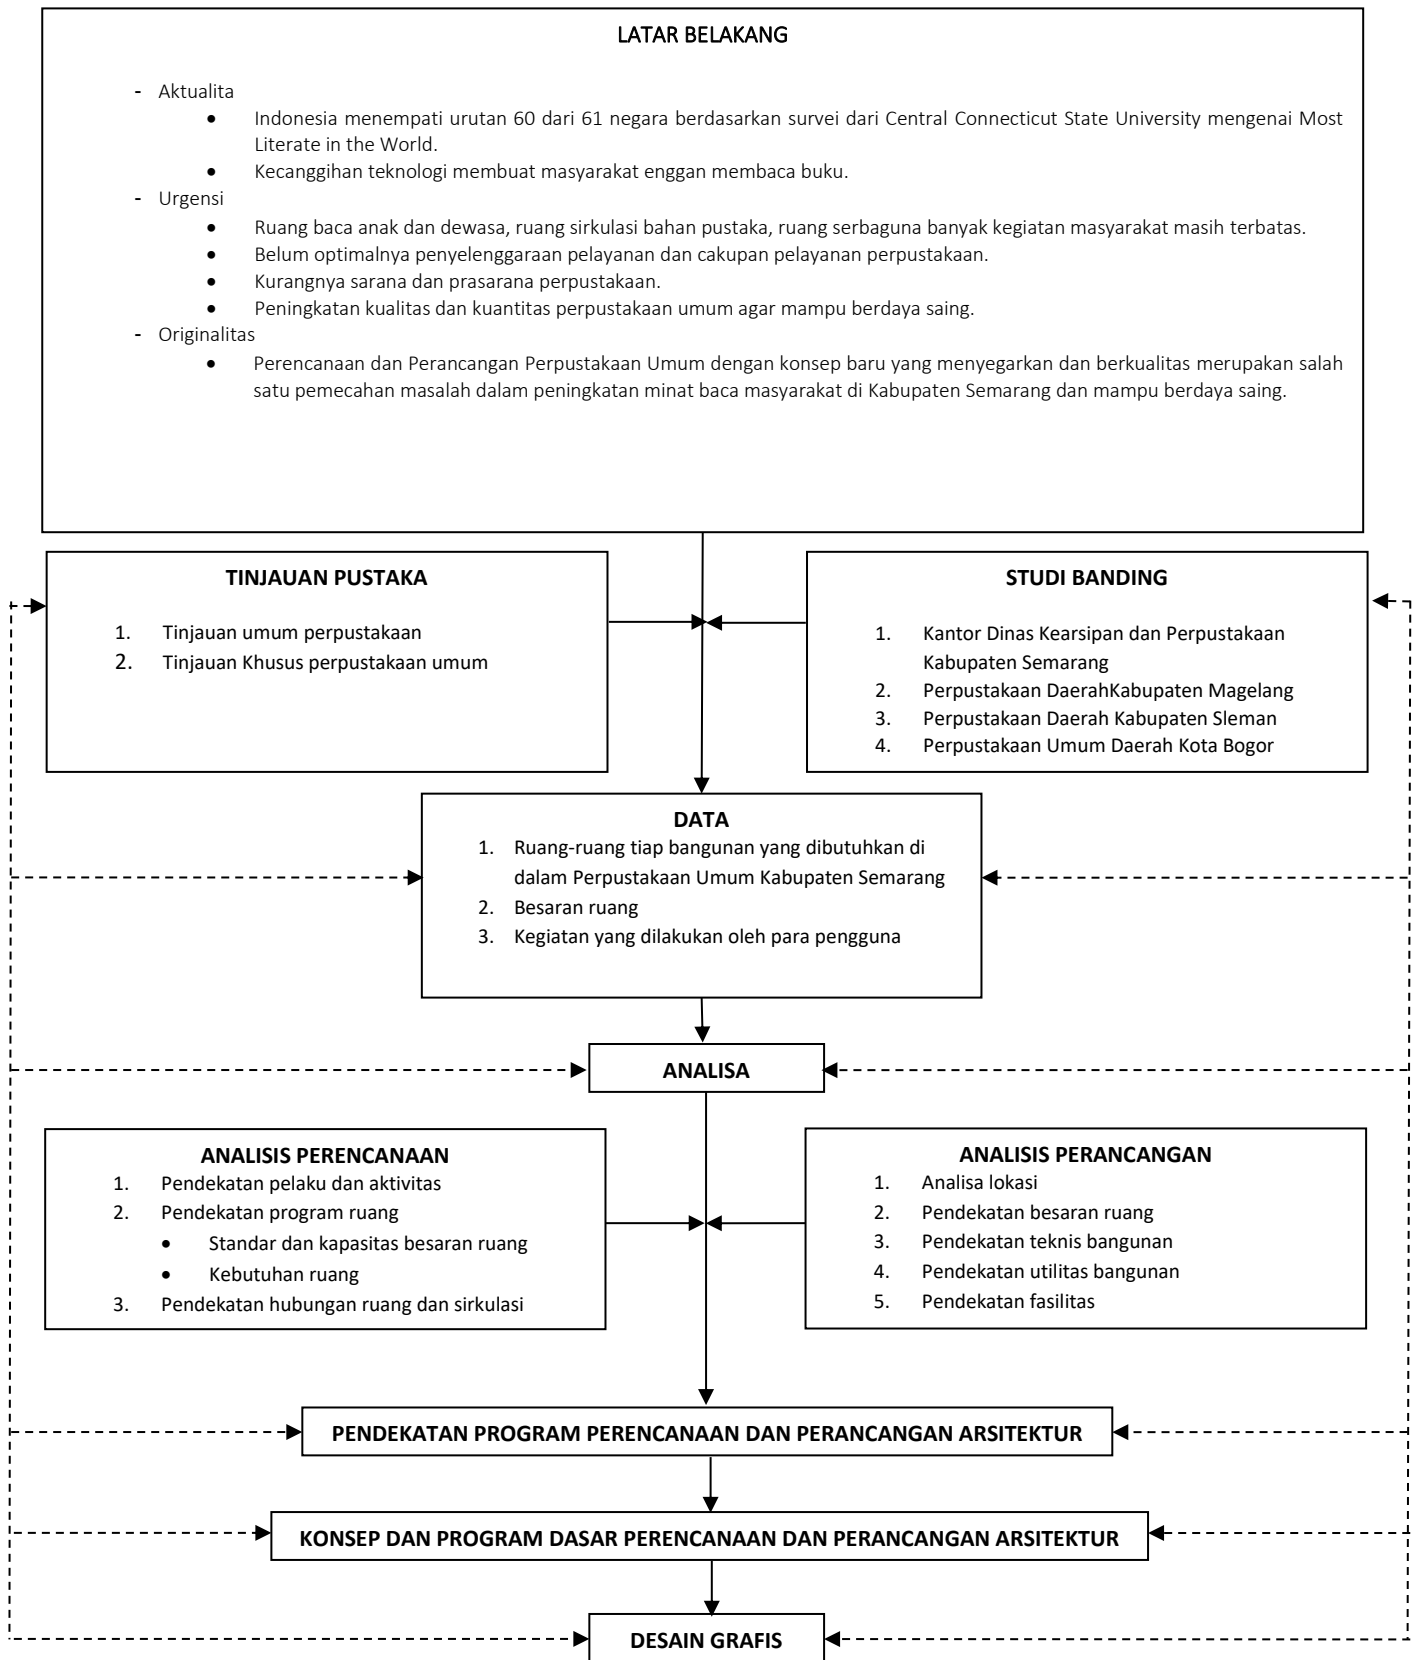 LATAR BELAKANG
- Aktualita
• Indonesia menempati urutan 60 dari 61 negara berdasarkan survei dari Central Connecticut State University mengenai Most
Literate in the World.
• Kecanggihan teknologi membuat masyarakat enggan membaca buku.
- Urgensi
• Ruang baca anak dan dewasa, ruang sirkulasi bahan pustaka, ruang serbaguna banyak kegiatan masyarakat masih terbatas.
• Belum optimalnya penyelenggaraan pelayanan dan cakupan pelayanan perpustakaan.
• Kurangnya sarana dan prasarana perpustakaan.
• Peningkatan kualitas dan kuantitas perpustakaan umum agar mampu berdaya saing.
- Originalitas
• Perencanaan dan Perancangan Perpustakaan Umum dengan konsep baru yang menyegarkan dan berkualitas merupakan salah
satu pemecahan masalah dalam peningkatan minat baca masyarakat di Kabupaten Semarang dan mampu berdaya saing.
TINJAUAN PUSTAKA
1. Tinjauan umum perpustakaan
2. Tinjauan Khusus perpustakaan umum
STUDI BANDING
1. Kantor Dinas Kearsipan dan Perpustakaan
Kabupaten Semarang
2. Perpustakaan DaerahKabupaten Magelang
3. Perpustakaan Daerah Kabupaten Sleman
4. Perpustakaan Umum Daerah Kota Bogor
DATA
1. Ruang-ruang tiap bangunan yang dibutuhkan di
dalam Perpustakaan Umum Kabupaten Semarang
2. Besaran ruang
3. Kegiatan yang dilakukan oleh para pengguna
ANALISA
ANALISIS PERENCANAAN
1. Pendekatan pelaku dan aktivitas
2. Pendekatan program ruang
• Standar dan kapasitas besaran ruang
• Kebutuhan ruang
3. Pendekatan hubungan ruang dan sirkulasi
ANALISIS PERANCANGAN
1. Analisa lokasi
2. Pendekatan besaran ruang
3. Pendekatan teknis bangunan
4. Pendekatan utilitas bangunan
5. Pendekatan fasilitas
PENDEKATAN PROGRAM PERENCANAAN DAN PERANCANGAN ARSITEKTUR
KONSEP DAN PROGRAM DASAR PERENCANAAN DAN PERANCANGAN ARSITEKTUR
DESAIN GRAFIS